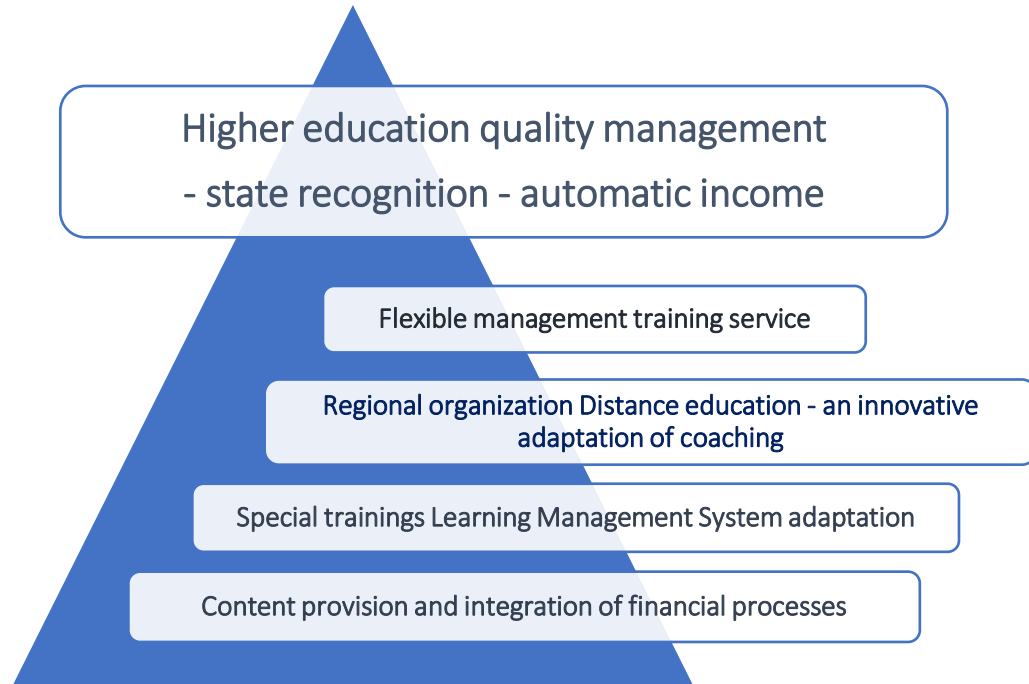 Higher education quality management
- state recognition - automatic income
Flexible management training service
Regional organization Distance education - an innovative
adaptation of coaching
Special trainings Learning Management System adaptation
Content provision and integration of financial processes